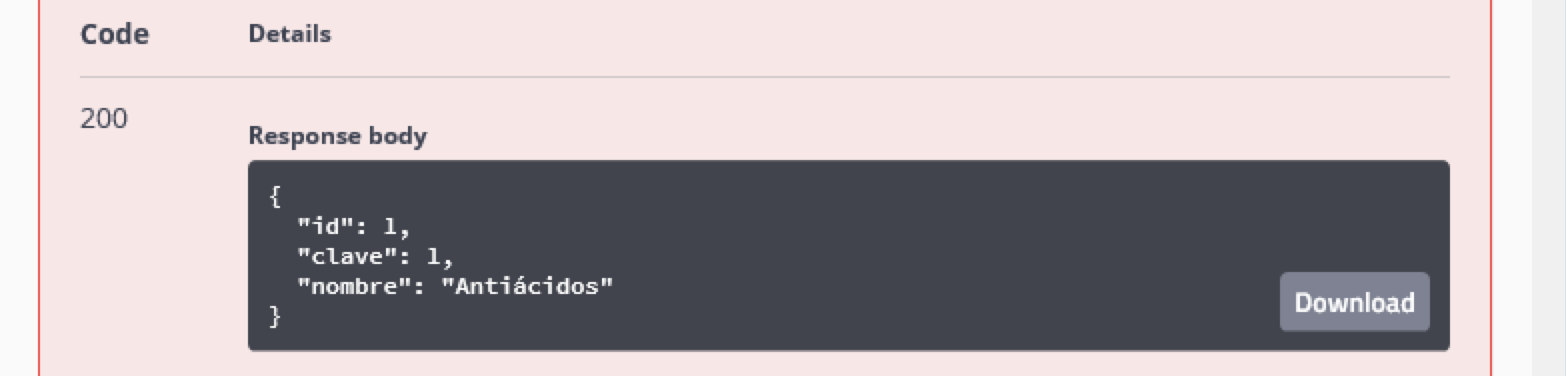 Code Details
200
Response body
{
"id": 1,
"clave": 1,
"nombre": "Antiácidos"
}
Download